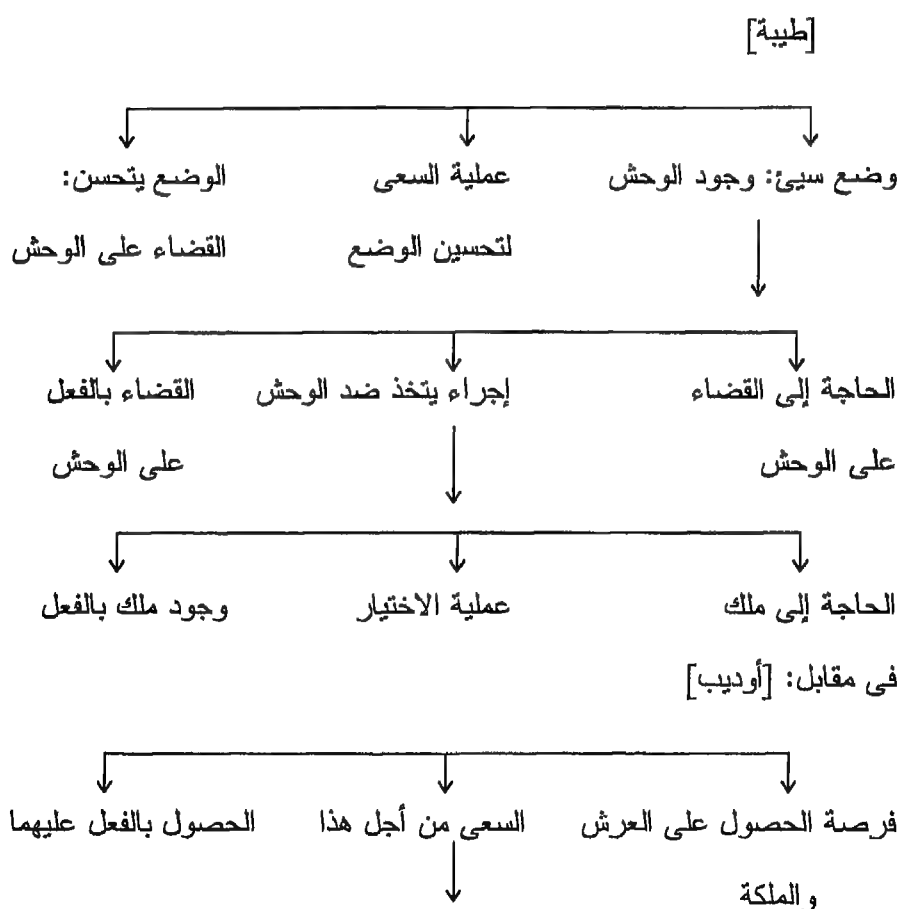 [طيبة]
وضع سيئ: وجود الوحش عملية السعى الوضع يتحسن:
لتحسين الوضع القضاء على الوحش
الحاجة إلى القضاء إجراء يتخذ ضد الوحش القضاء بالفعل
على الوحش على الوحش
الحاجة إلى ملك عملية الاختيار وجود ملك بالفعل
فى مقابل: [أوديب]
فرصة الحصول على العرش السعى من أجل هذا الحصول بالفعل عليهما
والملكة